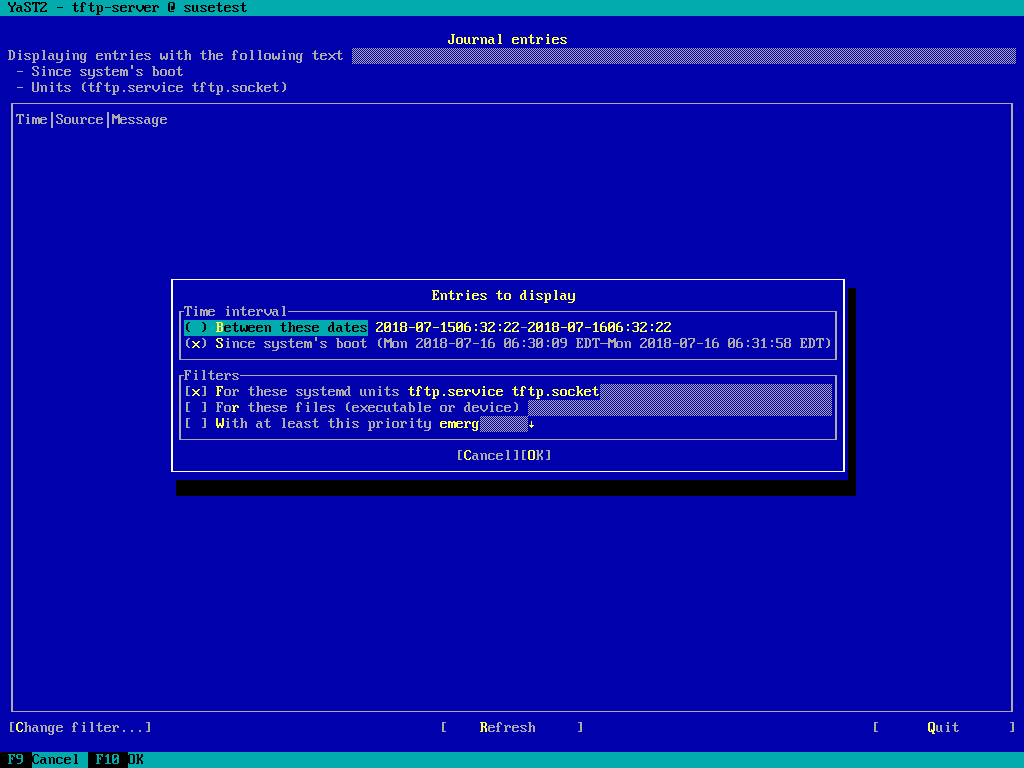 YaST2 - tftp-server @ susetest
Journal entries
Displaying entries with the following text
- Since system's boot
- Units (tftp.service tftp.socket)
Time|Source|Message
Entries to display
Time interval
( ) Between these dates 2018-07-1506:32:22-2018-07-1606:32:22
(x) Since system's boot (Mon 2018-07-16 06:30:09 EDT-Mon 2018-07-16 06:31:58 EDT)
Filters
[x] For these systemd units tftp.service tftp.socket
[ ] For these files (executable or device)
[ ] With at least this priority emerg↓
[Cancel][OK]
[Change filter...] [ Refresh ] [ Quit ]
F9 Cancel F10 OK